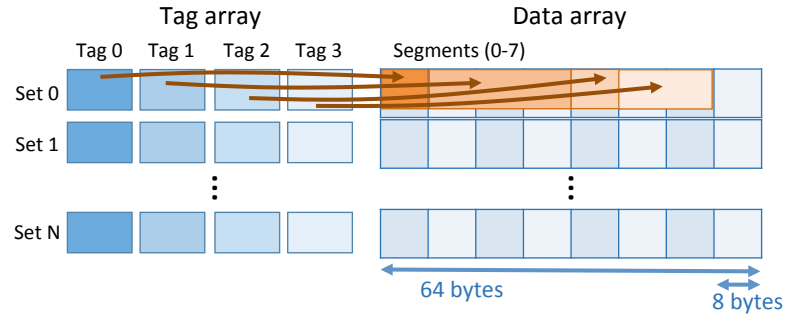 Tag array Data array
Tag 0 Tag 1 Tag 2 Tag 3 Segments (0-7)
Set 0
Set 1
⋮ ⋮
Set N
64 bytes 8 bytes